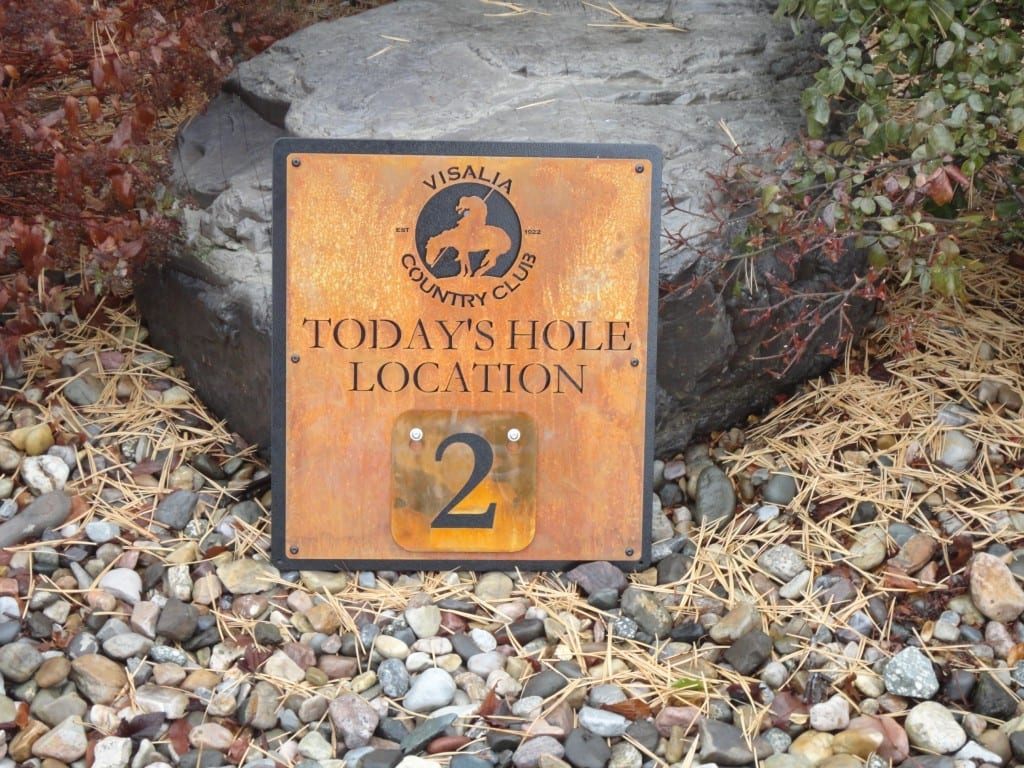 VISALIA
EST 1922
COUNTRY CLUB
TODAY'S HOLE
LOCATION
2